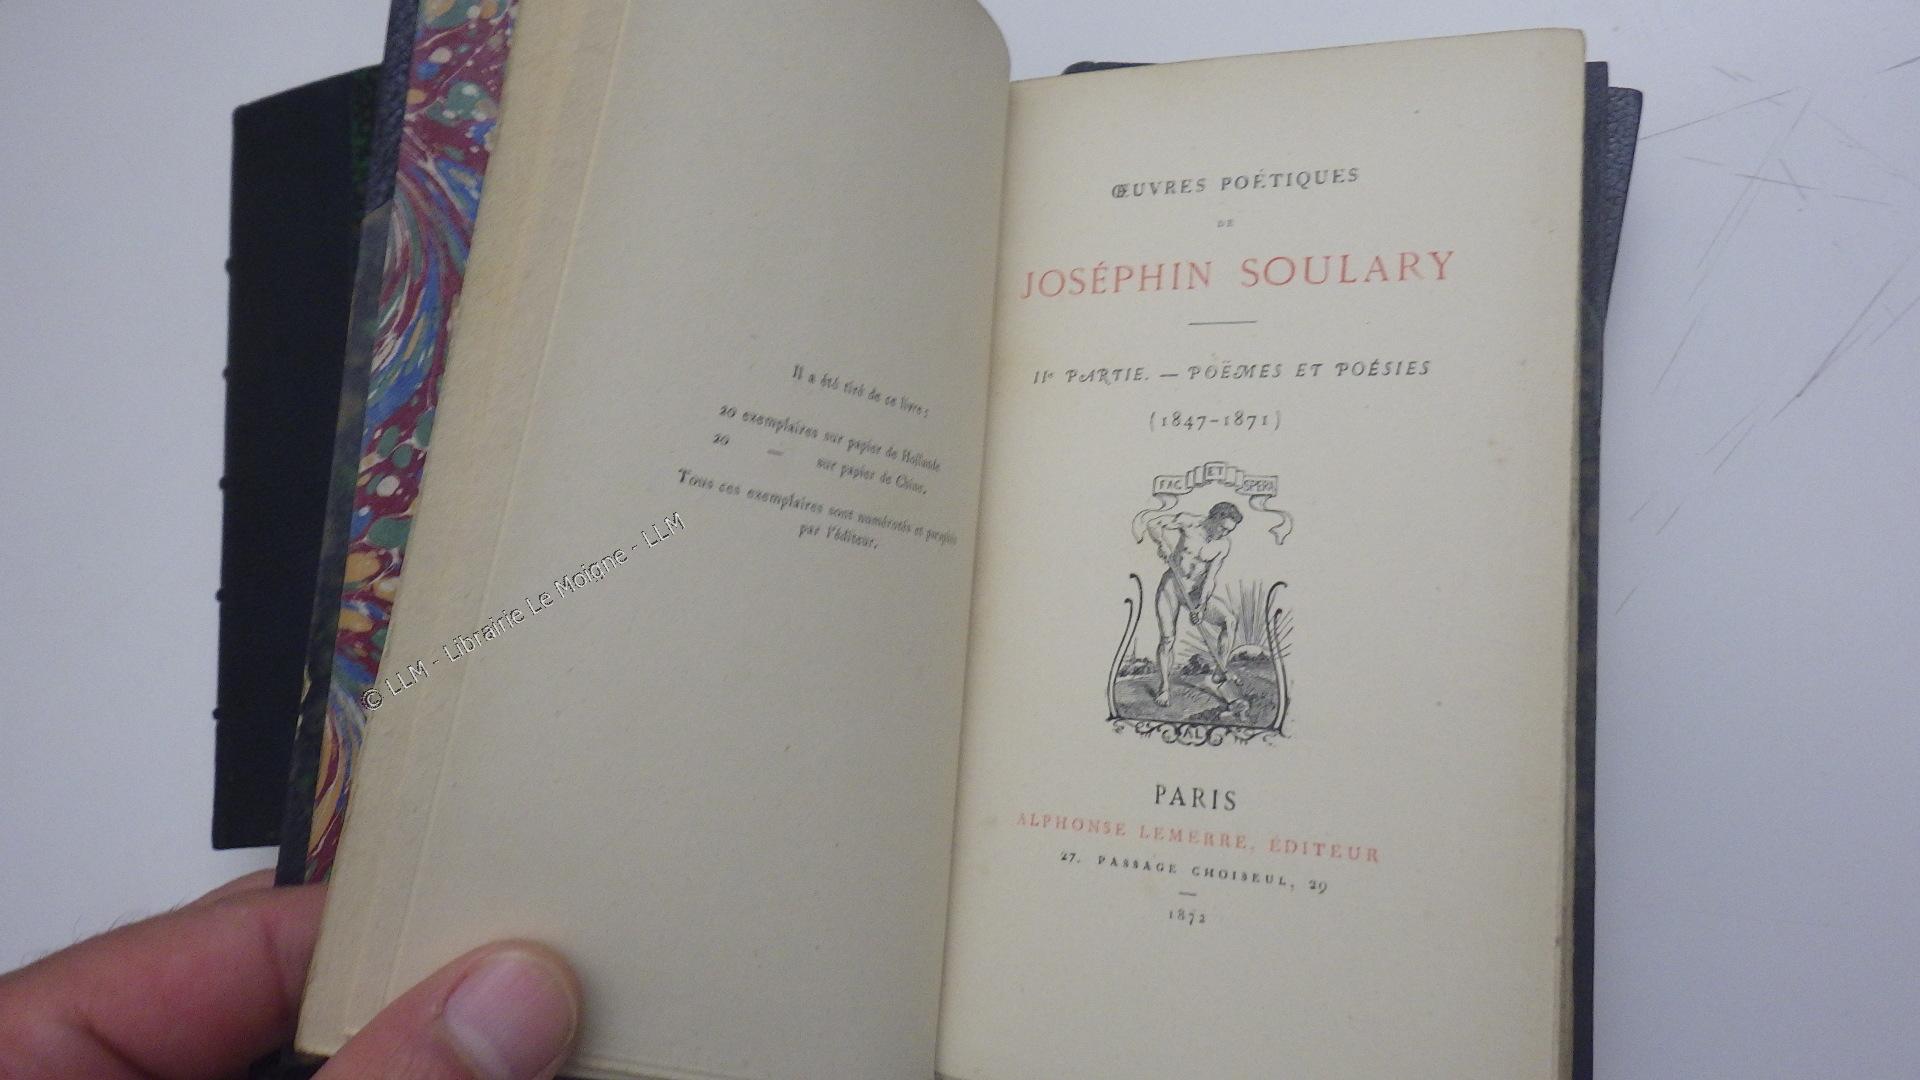 Il a été tiré de ce livre :
20 exemplaires sur papier de Hollande
20 — sur papier de Chine.
Tous ces exemplaires sont numérotés et paraphés
par l'éditeur.
© LLM - Librairie Le Moigne - LLM
ŒUVRES POÉTIQUES
DE
JOSÉPHIN SOULARY
IIe PARTIE. — POËMES ET POÉSIES
(1847-1871)
FAC ET SPERA
AL
PARIS
ALPHONSE LEMERRE, ÉDITEUR
27. PASSAGE CHOISEUL, 29
—
1872